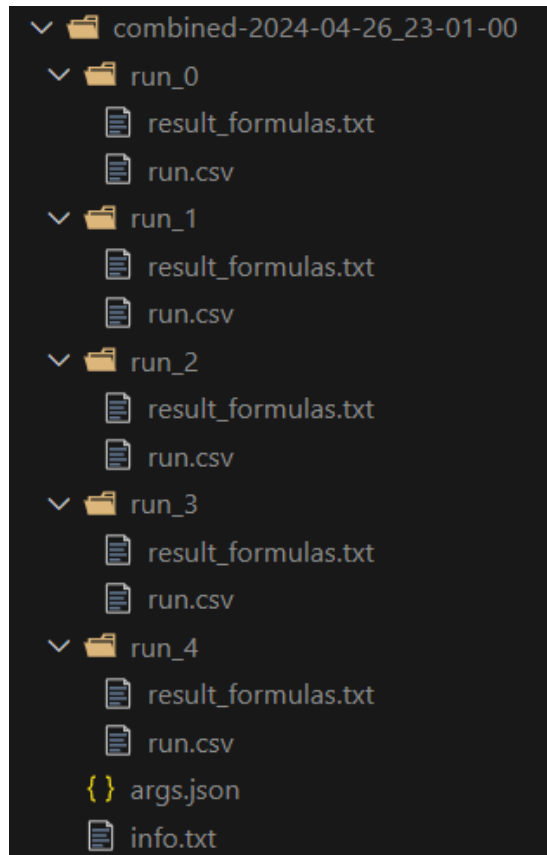 combined-2024-04-26_23-01-00
run_0
result_formulas.txt
run.csv
run_1
result_formulas.txt
run.csv
run_2
result_formulas.txt
run.csv
run_3
result_formulas.txt
run.csv
run_4
result_formulas.txt
run.csv
{ } args.json
info.txt